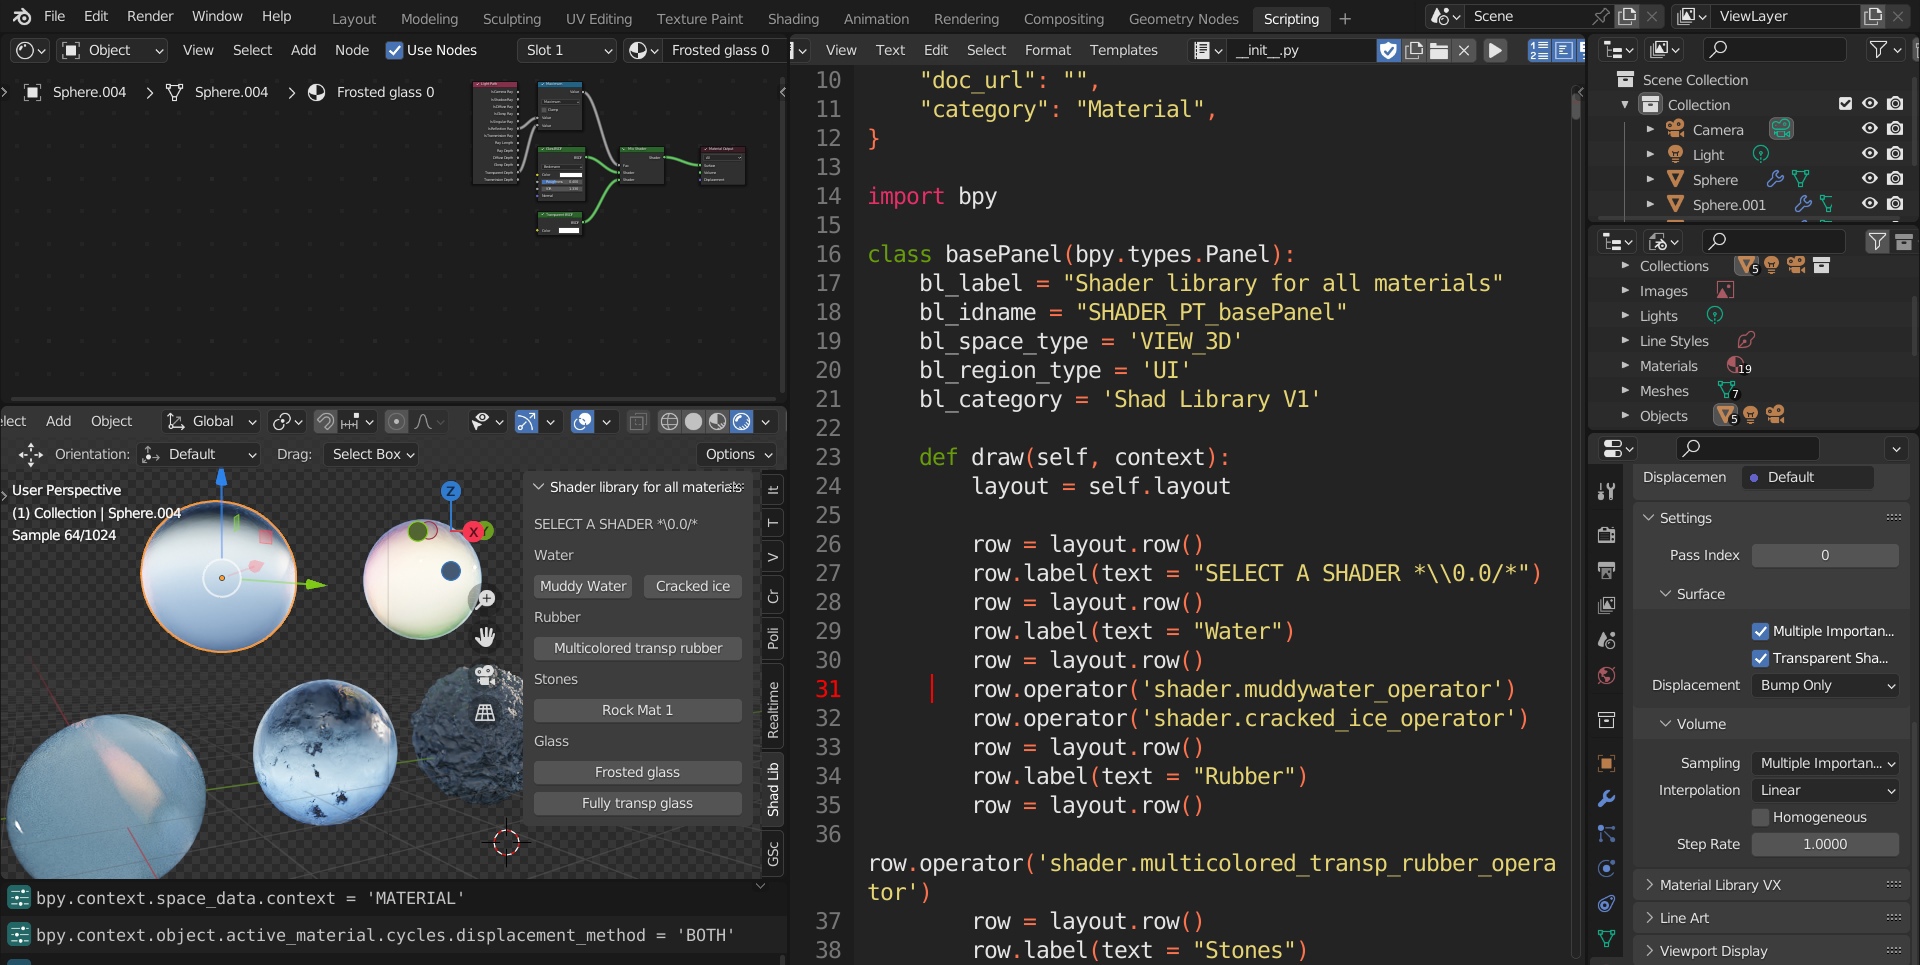 File Edit Render Window Help Layout Modeling Sculpting UV Editing Texture Paint Shading Animation Rendering Compositing Geometry Nodes Scripting + Scene ViewLayer
Object View Select Add Node Use Nodes Slot 1 Frosted glass 0
Sphere.004 > Sphere.004 > Frosted glass 0
lect Add Object Global
Orientation: Default Drag: Select Box Options
User Perspective
(1) Collection | Sphere.004
Sample 64/1024
Z
X
Y
Shader library for all materials
SELECT A SHADER *\0.0/*
Water
Muddy Water Cracked ice
Rubber
Multicolored transp rubber
Stones
Rock Mat 1
Glass
Frosted glass
Fully transp glass
It
T
V
Cr
Poli
Realtime
Shad Lib
GSc
bpy.context.space_data.context = 'MATERIAL'
bpy.context.object.active_material.cycles.displacement_method = 'BOTH'
View Text Edit Select Format Templates __init__.py
10 "doc_url": "",
11 "category": "Material",
12 }
13
14 import bpy
15
16 class basePanel(bpy.types.Panel):
17 bl_label = "Shader library for all materials"
18 bl_idname = "SHADER_PT_basePanel"
19 bl_space_type = 'VIEW_3D'
20 bl_region_type = 'UI'
21 bl_category = 'Shad Library V1'
22
23 def draw(self, context):
24 layout = self.layout
25
26 row = layout.row()
27 row.label(text = "SELECT A SHADER *\\0.0/*")
28 row = layout.row()
29 row.label(text = "Water")
30 row = layout.row()
31 row.operator('shader.muddywater_operator')
32 row.operator('shader.cracked_ice_operator')
33 row = layout.row()
34 row.label(text = "Rubber")
35 row = layout.row()
36
row.operator('shader.multicolored_transp_rubber_opera
tor')
37 row = layout.row()
38 row.label(text = "Stones")
Scene Collection
Collection
Camera
Light
Sphere
Sphere.001
Collections 5
Images
Lights
Line Styles
Materials 19
Meshes 7
Objects 5
Displacemen Default
Settings
Pass Index 0
Surface
Multiple Importan...
Transparent Sha...
Displacement Bump Only
Volume
Sampling Multiple Importan...
Interpolation Linear
Homogeneous
Step Rate 1.0000
Material Library VX
Line Art
Viewport Display